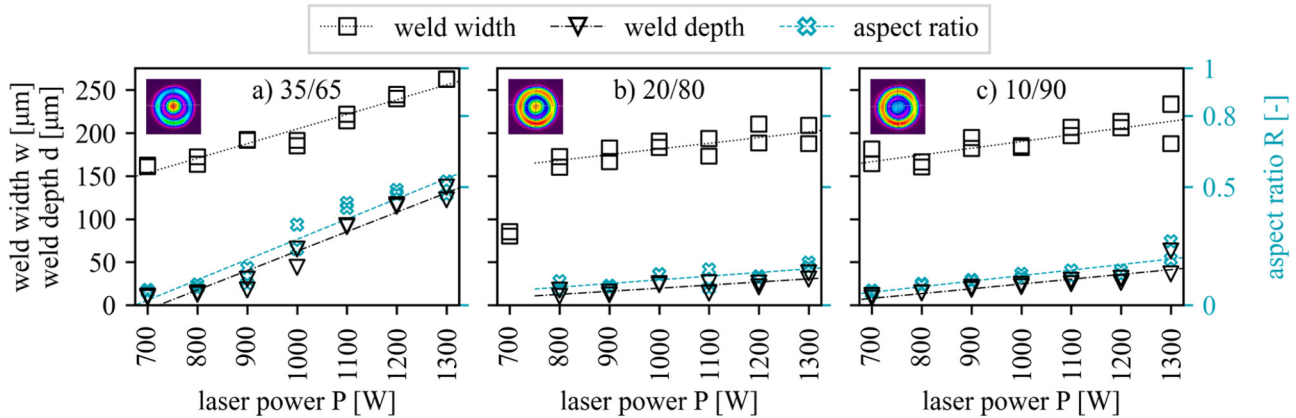 weld width weld depth aspect ratio
weld width w [µm]
weld depth d [µm]
250
200
150
100
50
0
a) 35/65
700 800 900 1000 1100 1200 1300
laser power P [W]
b) 20/80
700 800 900 1000 1100 1200 1300
laser power P [W]
c) 10/90
700 800 900 1000 1100 1200 1300
laser power P [W]
1
0.8
0.5
0
aspect ratio R [-]